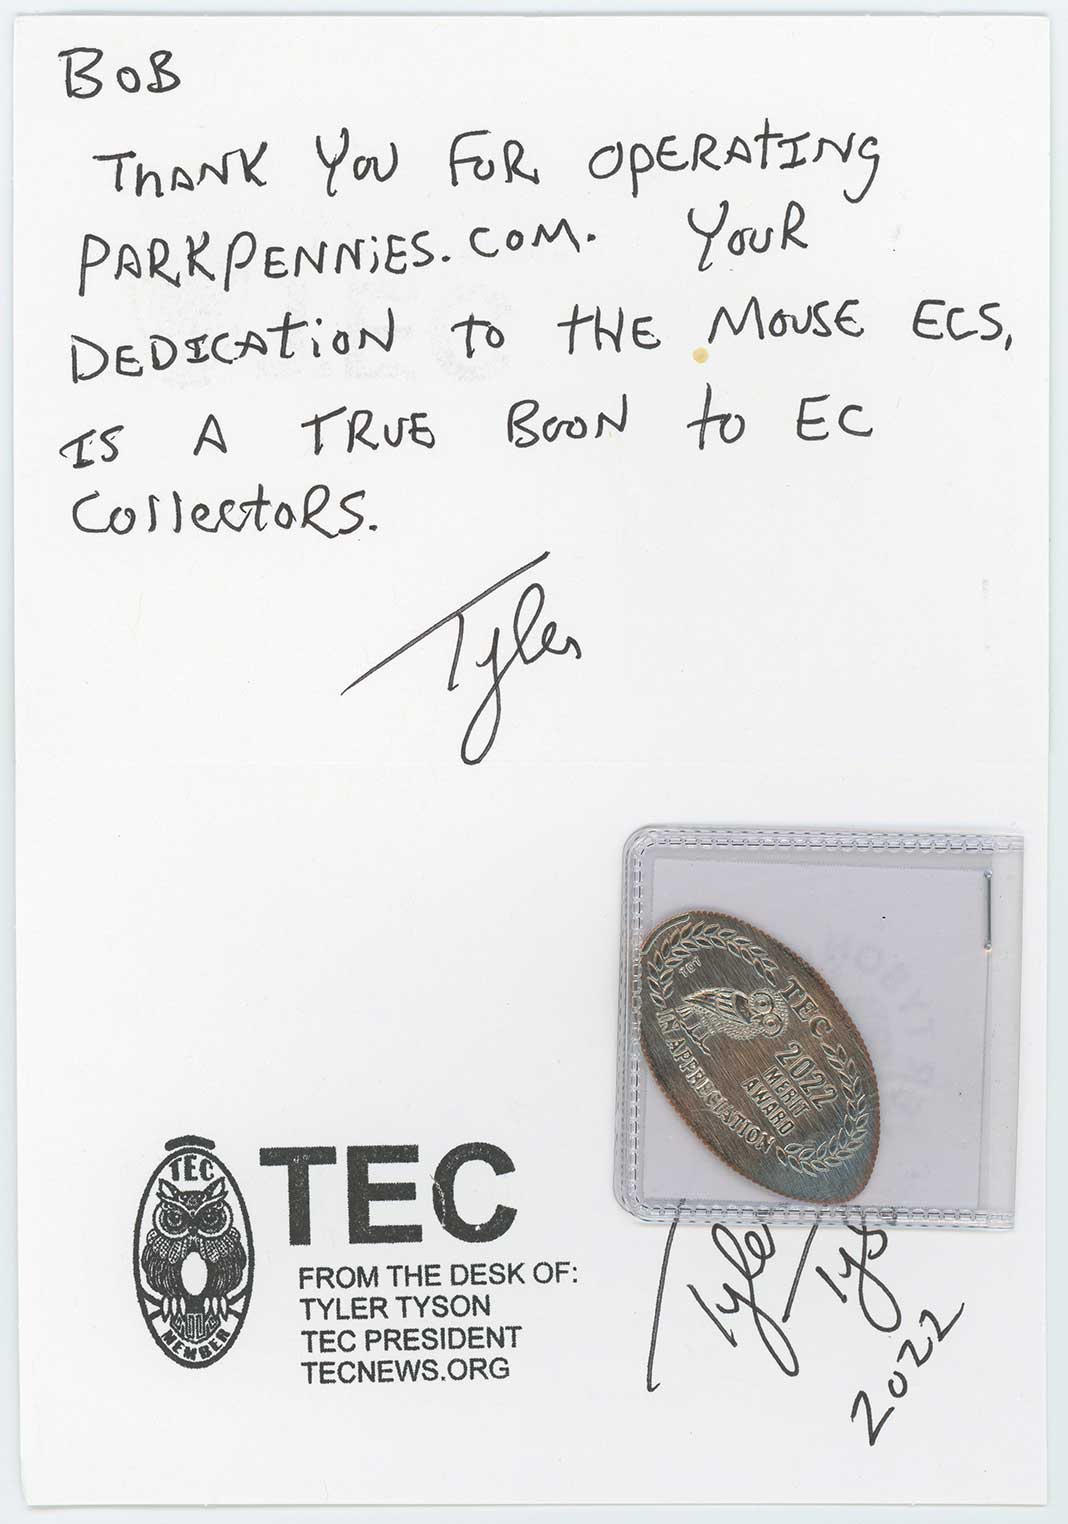 BOB
THANK YOU FOR OPERATING
PARKPENNIES.COM. YOUR
DEDICATION TO THE MOUSE ECS,
IS A TRUE BOON to EC
CollectoRS.
Tyler
TEC
2022
MERIT
AWARD
IN APPRECIATION
TDT
TEC
MEMBER
TEC
FROM THE DESK OF:
TYLER TYSON
TEC PRESIDENT
TECNEWS.ORG
Tyler
2022